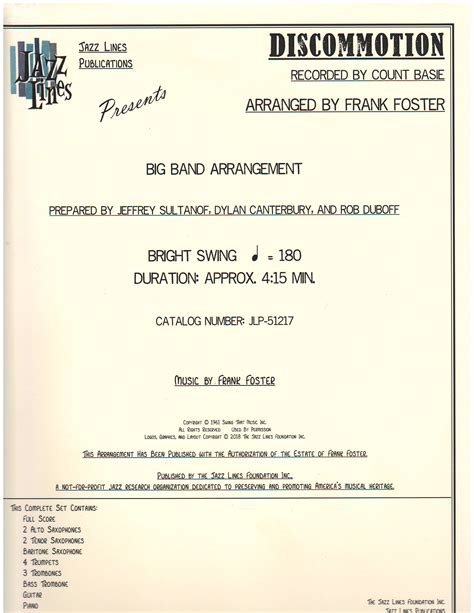 Jazz
Lines
Jazz Lines
Publications
Presents
DISCOMMOTION
RECORDED BY COUNT BASIE
ARRANGED BY FRANK FOSTER
BIG BAND ARRANGEMENT
PREPARED BY JEFFREY SULTANOF, DYLAN CANTERBURY, AND ROB DUBOFF
BRIGHT SWING ♩ = 180
DURATION: APPROX. 4:15 MIN.
CATALOG NUMBER: JLP-51217
MUSIC BY FRANK FOSTER
COPYRIGHT © 1961 SWING THAT MUSIC INC.
ALL RIGHTS RESERVED USED BY PERMISSION
LOGOS, GRAPHICS, AND LAYOUT COPYRIGHT © 2018 THE JAZZ LINES FOUNDATION INC.
THIS ARRANGEMENT HAS BEEN PUBLISHED WITH THE AUTHORIZATION OF THE ESTATE OF FRANK FOSTER.
PUBLISHED BY THE JAZZ LINES FOUNDATION INC.,
A NOT-FOR-PROFIT JAZZ RESEARCH ORGANIZATION DEDICATED TO PRESERVING AND PROMOTING AMERICA'S MUSICAL HERITAGE.
THIS COMPLETE SET CONTAINS:
FULL SCORE
2 ALTO SAXOPHONES
2 TENOR SAXOPHONES
BARITONE SAXOPHONE
4 TRUMPETS
3 TROMBONES
BASS TROMBONE
GUITAR
PIANO
THE JAZZ LINES FOUNDATION INC.
JAZZ LINES PUBLICATIONS